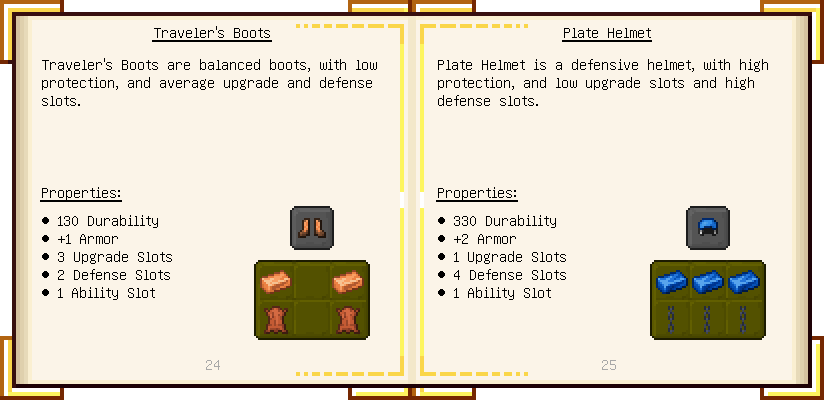 Traveler's Boots
Traveler's Boots are balanced boots, with low
protection, and average upgrade and defense
slots.
Properties:
• 130 Durability
• +1 Armor
• 3 Upgrade Slots
• 2 Defense Slots
• 1 Ability Slot
24
Plate Helmet
Plate Helmet is a defensive helmet, with high
protection, and low upgrade slots and high
defense slots.
Properties:
• 330 Durability
• +2 Armor
• 1 Upgrade Slots
• 4 Defense Slots
• 1 Ability Slot
25